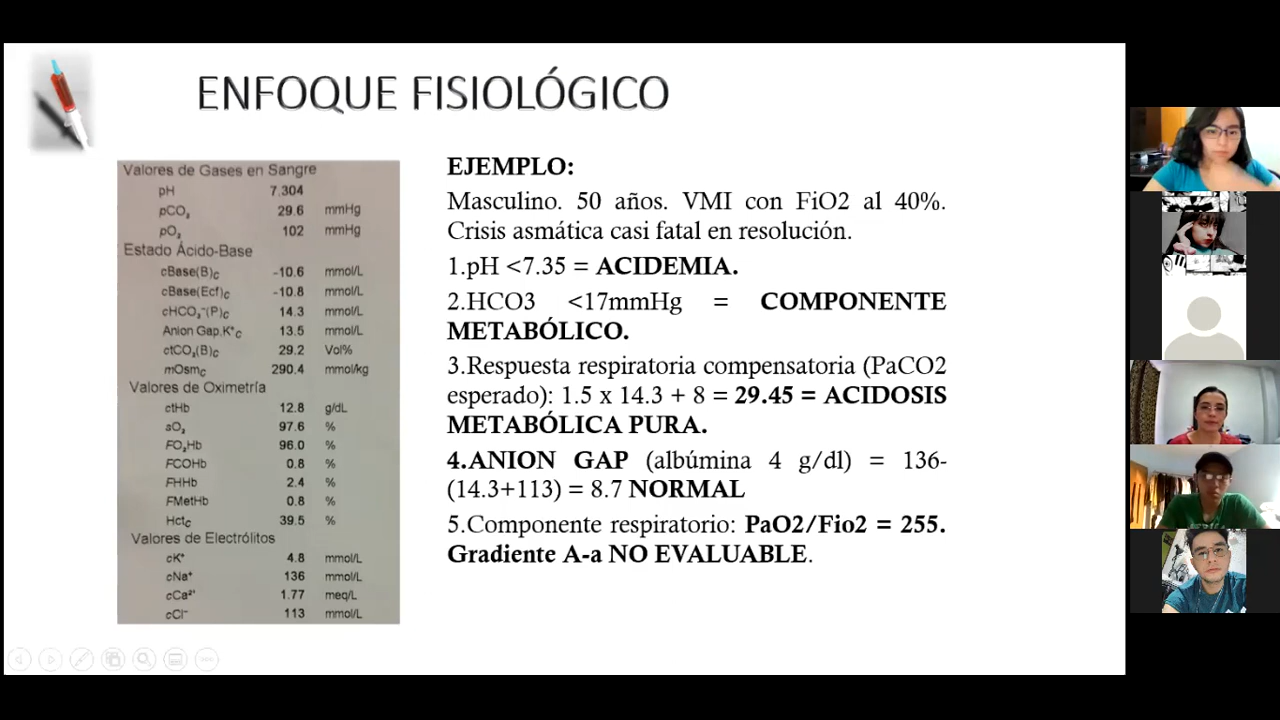 ENFOQUE FISIOLÓGICO
Valores de Gases en Sangre
pH 7.304
pCO₂ 29.6 mmHg
pO₂ 102 mmHg
Estado Ácido-Base
cBase(B)c -10.6 mmol/L
cBase(Ecf)c -10.8 mmol/L
cHCO₃⁻(P)c 14.3 mmol/L
Anion Gap,K⁺c 13.5 mmol/L
ctCO₂(B)c 29.2 Vol%
mOsmc 290.4 mmol/kg
Valores de Oximetría
ctHb 12.8 g/dL
sO₂ 97.6 %
FO₂Hb 96.0 %
FCOHb 0.8 %
FHHb 2.4 %
FMetHb 0.8 %
Hctc 39.5 %
Valores de Electrólitos
cK⁺ 4.8 mmol/L
cNa⁺ 136 mmol/L
cCa²⁺ 1.77 meq/L
cCl⁻ 113 mmol/L
EJEMPLO:
Masculino. 50 años. VMI con FiO2 al 40%.
Crisis asmática casi fatal en resolución.
1.pH <7.35 = ACIDEMIA.
2.HCO3 <17mmHg = COMPONENTE
METABÓLICO.
3.Respuesta respiratoria compensatoria (PaCO2
esperado): 1.5 x 14.3 + 8 = 29.45 = ACIDOSIS
METABÓLICA PURA.
4.ANION GAP (albúmina 4 g/dl) = 136-
(14.3+113) = 8.7 NORMAL
5.Componente respiratorio: PaO2/Fio2 = 255.
Gradiente A-a NO EVALUABLE.